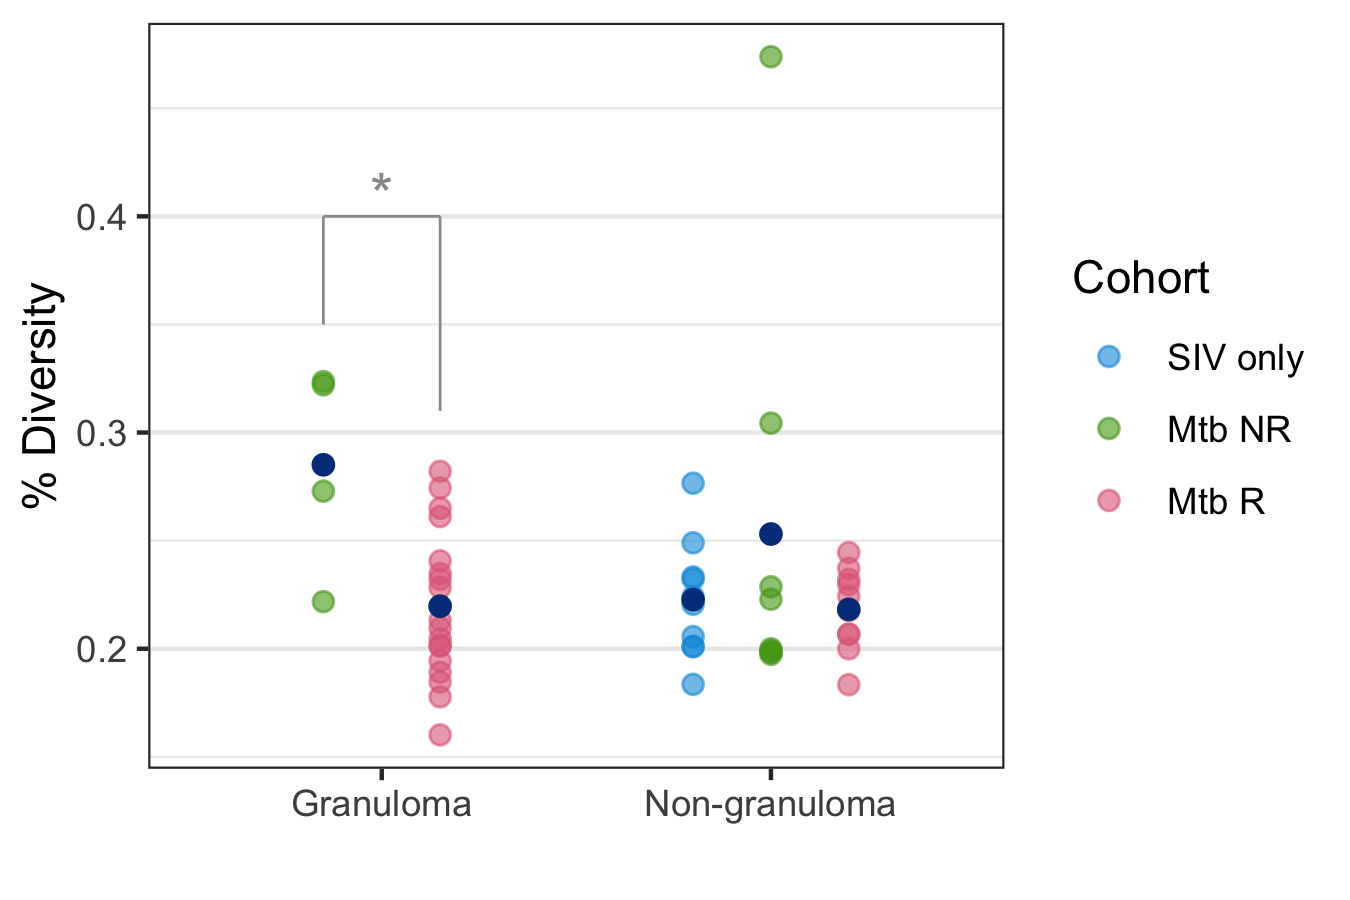 % Diversity
0.4
0.3
0.2
*
Granuloma
Non-granuloma
Cohort
SIV only
Mtb NR
Mtb R